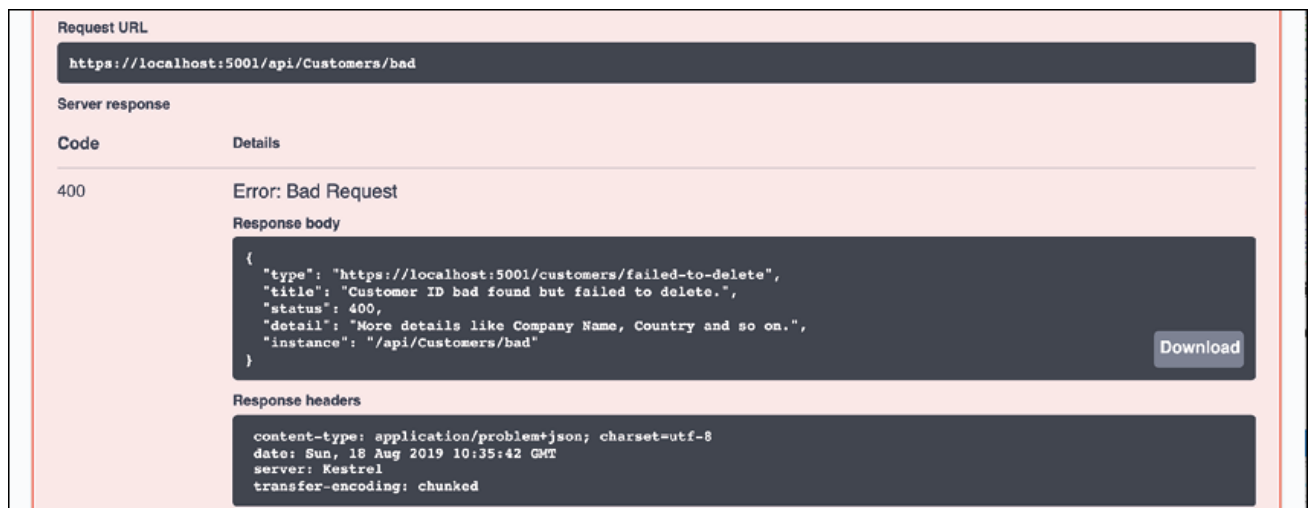 Request URL
https://localhost:5001/api/Customers/bad
Server response
Code Details
400 Error: Bad Request
Response body
{
"type": "https://localhost:5001/customers/failed-to-delete",
"title": "Customer ID bad found but failed to delete.",
"status": 400,
"detail": "More details like Company Name, Country and so on.",
"instance": "/api/Customers/bad"
}
Download
Response headers
content-type: application/problem+json; charset=utf-8
date: Sun, 18 Aug 2019 10:35:42 GMT
server: Kestrel
transfer-encoding: chunked